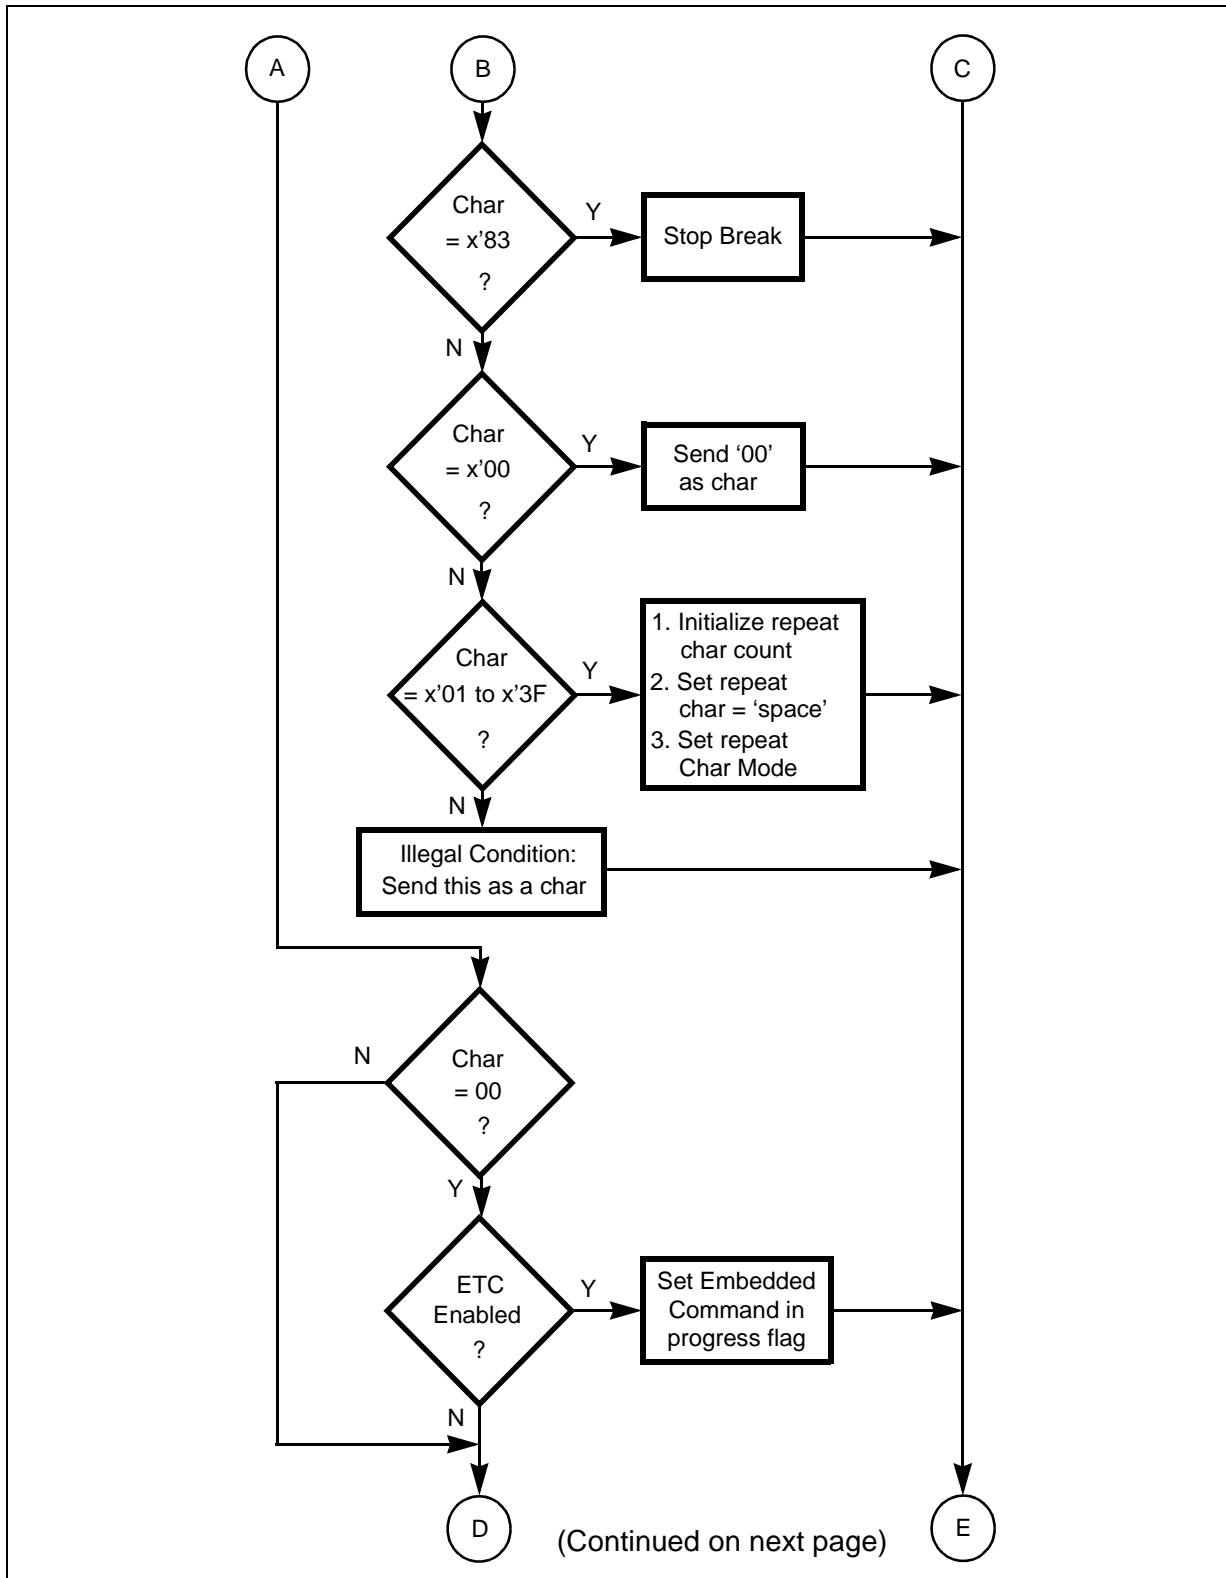 A
B
C
Char
= x’83
?
Y
Stop Break
N
Char
= x’00
?
Y
Send ‘00’
as char
N
Char
= x’01 to x’3F
?
Y
1. Initialize repeat
char count
2. Set repeat
char = ‘space’
3. Set repeat
Char Mode
N
Illegal Condition:
Send this as a char
N
Char
= 00
?
Y
ETC
Enabled
?
Y
Set Embedded
Command in
progress flag
N
D
(Continued on next page)
E